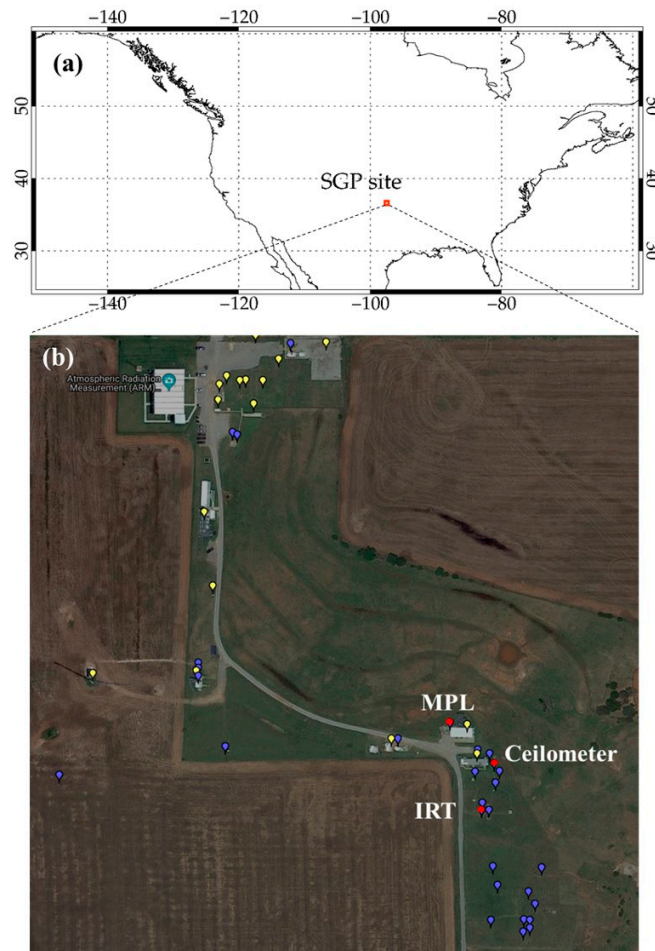 −140 −120 −100 −80
(a)
50 50
40 40
SGP site
30 30
−140 −120 −100 −80
(b)
Atmospheric Radiation
Measurement (ARM)
MPL
Ceilometer
IRT